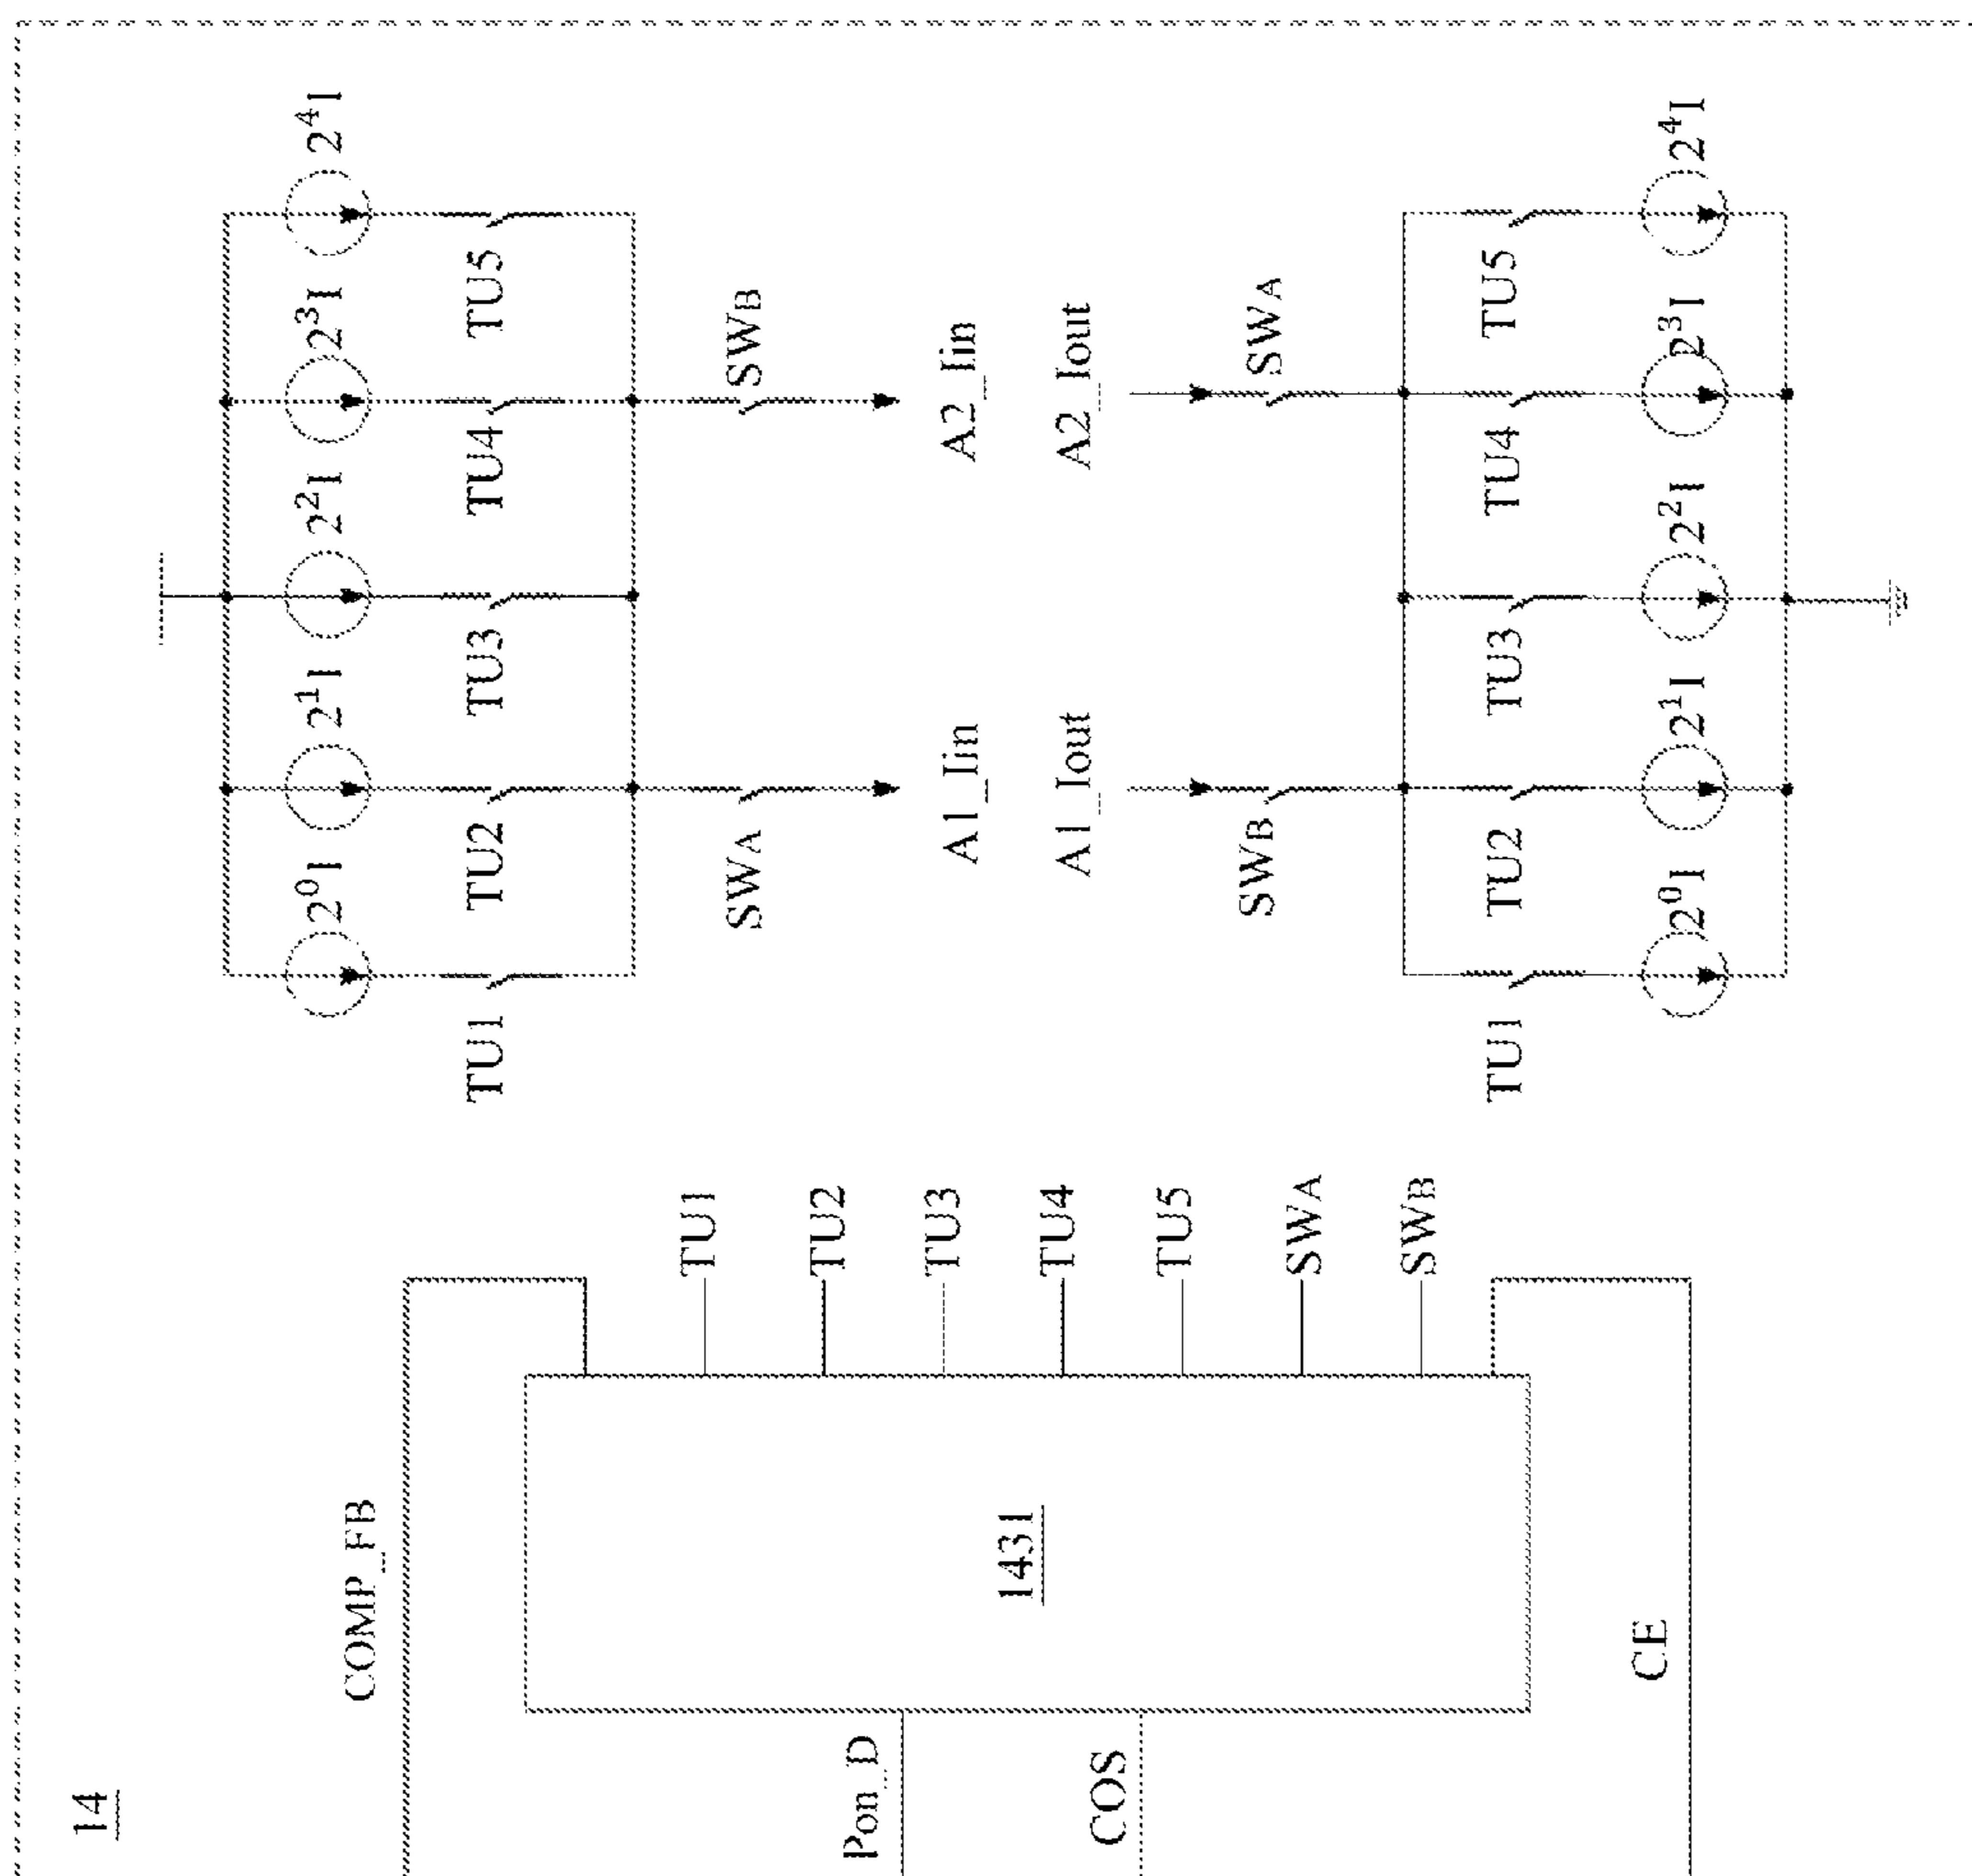 14
COMP_FB
Pon_D
COS
CE
1431
TU1
TU2
TU3
TU4
TU5
SWA
SWB
2⁰I
2¹I
2²I
2³I
2⁴I
TU1
TU2
TU3
TU4
TU5
SWA
SWB
A1_Iin
A2_Iin
A1_Iout
A2_Iout
SWB
SWA
TU1
TU2
TU3
TU4
TU5
2⁰I
2¹I
2²I
2³I
2⁴I